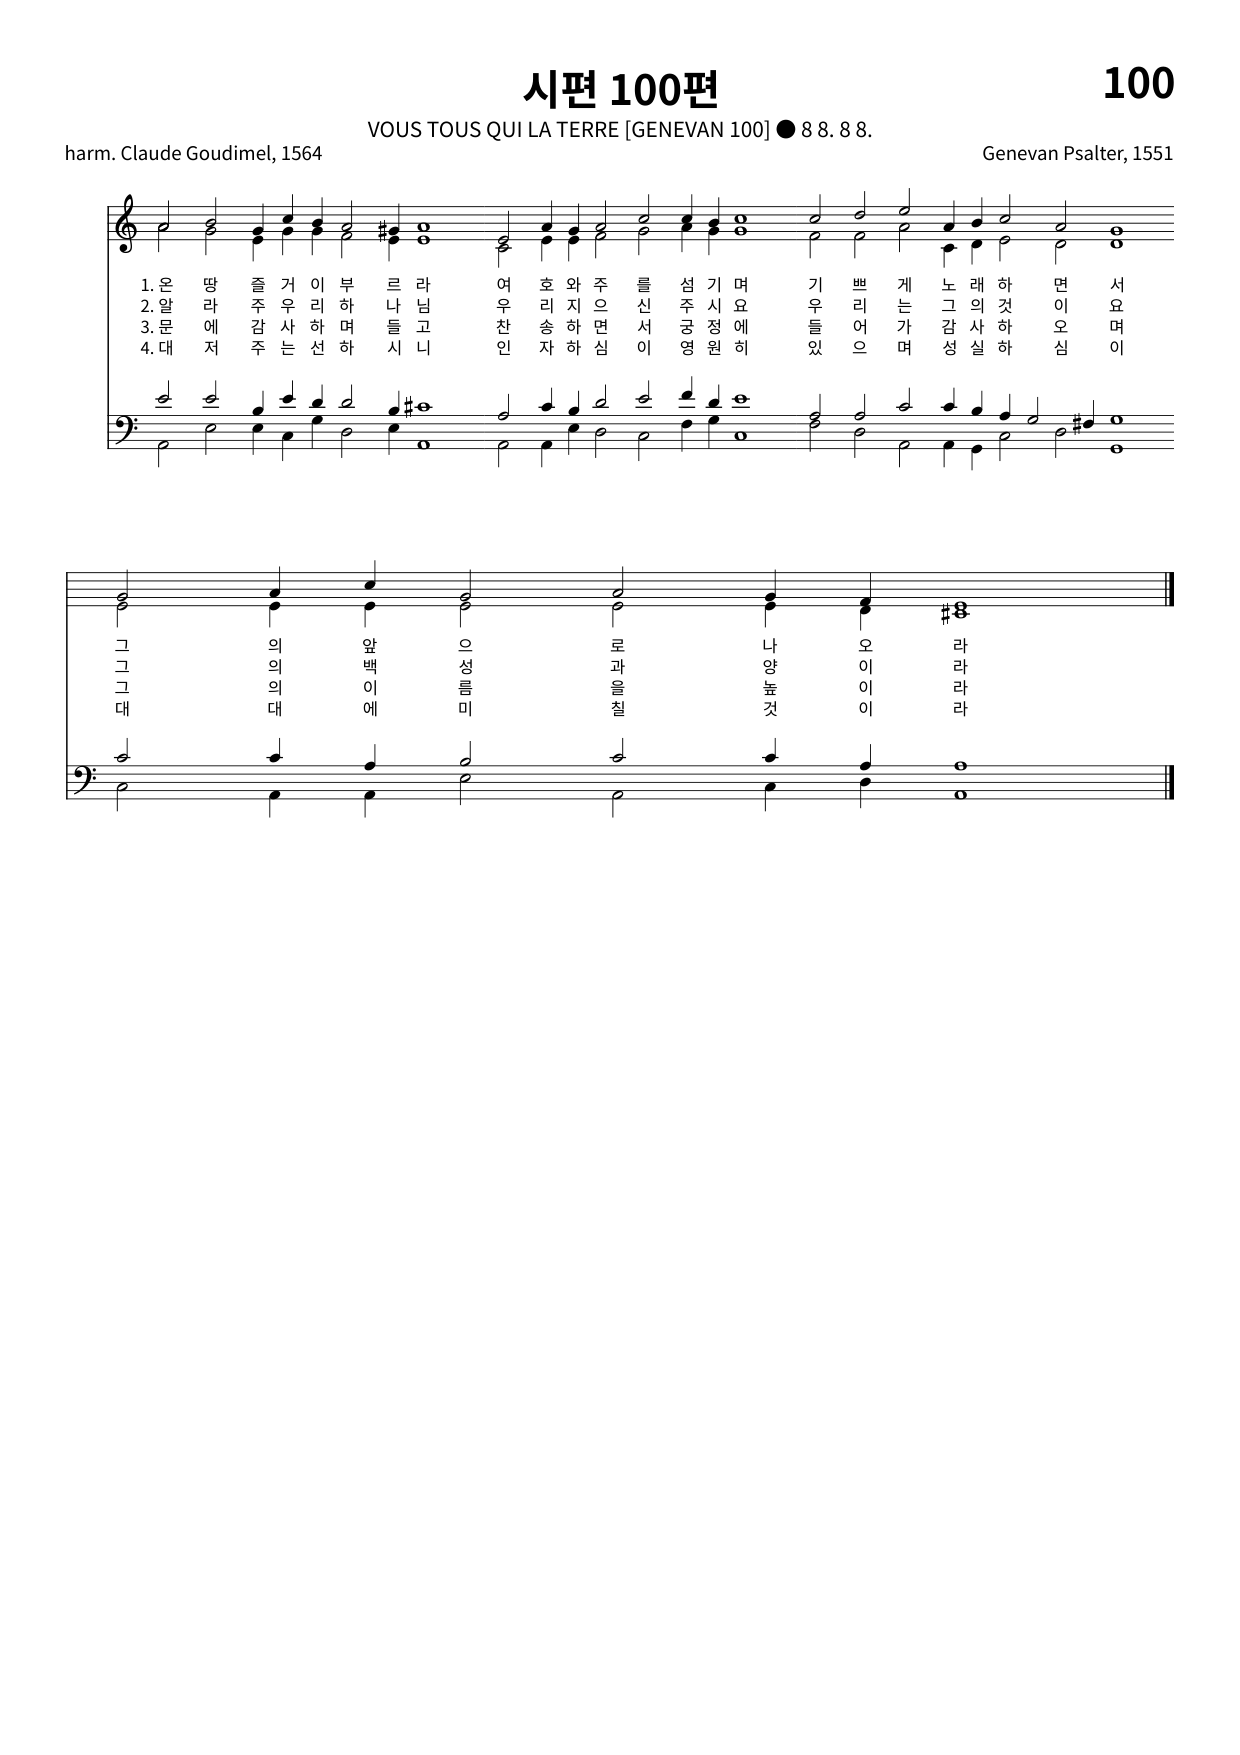 시편 100편
100
VOUS TOUS QUI LA TERRE [GENEVAN 100] ● 8 8. 8 8.
harm. Claude Goudimel, 1564
Genevan Psalter, 1551
1. 온 땅 즐 거 이 부 르 라 여 호 와 주 를 섬 기 며 기 쁘 게 노 래 하 면 서
2. 알 라 주 우 리 하 나 님 우 리 지 으 신 주 시 요 우 리 는 그 의 것 이 요
3. 문 에 감 사 하 며 들 고 찬 송 하 면 서 궁 정 에 들 어 가 감 사 하 오 며
4. 대 저 주 는 선 하 시 니 인 자 하 심 이 영 원 히 있 으 며 성 실 하 심 이
그 의 앞 으 로 나 오 라
그 의 백 성 과 양 이 라
그 의 이 름 을 높 이 라
대 대 에 미 칠 것 이 라